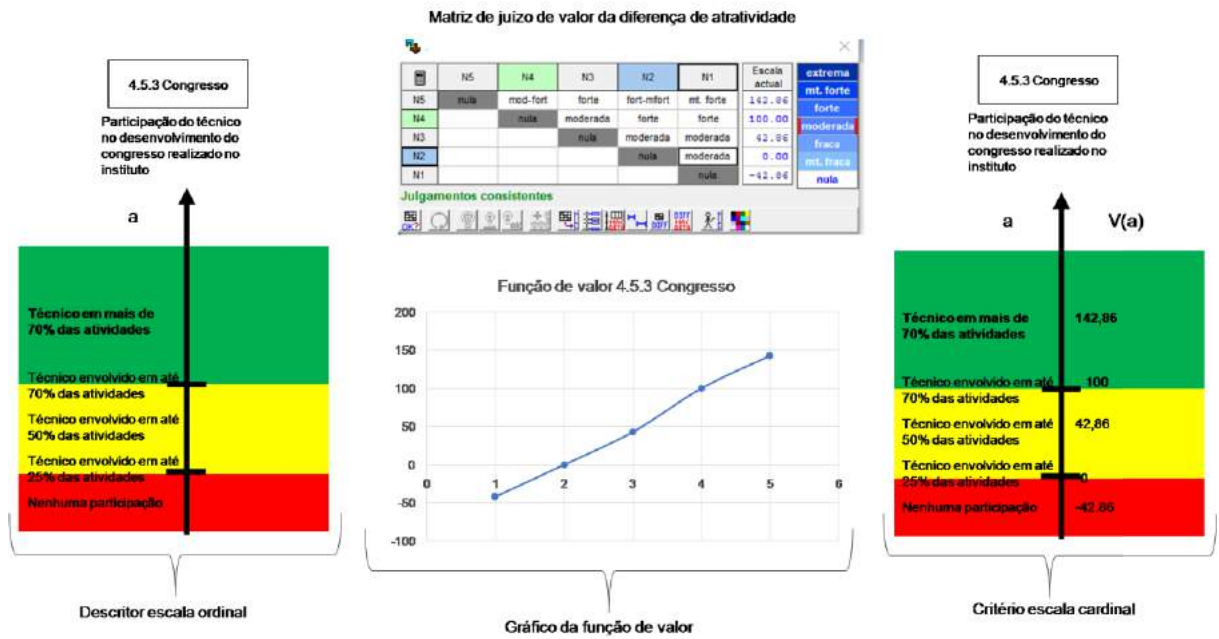 Matriz de juízo de valor da diferença de atratividade
4.5.3 Congresso
Participação do técnico
no desenvolvimento do
congresso realizado no
instituto
a
Técnico em mais de
70% das atividades
Técnico envolvido em até
70% das atividades
Técnico envolvido em até
50% das atividades
Técnico envolvido em até
25% das atividades
Nenhuma participação
Descritor escala ordinal
N5 N4 N3 N2 N1 Escala actual
N5 nula mod-fort forte fort-mfort mt. forte 142.86
N4 nula moderada forte forte 100.00
N3 nula moderada moderada 42.86
N2 nula moderada 0.00
N1 nula -42.86
extrema
mt. forte
forte
moderada
fraca
mt. fraca
nula
Julgamentos consistentes
OK?
DIFF
DIFF
Função de valor 4.5.3 Congresso
200
150
100
50
0
-50
-100
0 1 2 3 4 5 6
Gráfico da função de valor
4.5.3 Congresso
Participação do técnico
no desenvolvimento do
congresso realizado no
instituto
a V(a)
Técnico em mais de 142,86
70% das atividades
Técnico envolvido em até 100
70% das atividades
Técnico envolvido em até 42,86
50% das atividades
Técnico envolvido em até 0
25% das atividades
Nenhuma participação -42.86
Critério escala cardinal